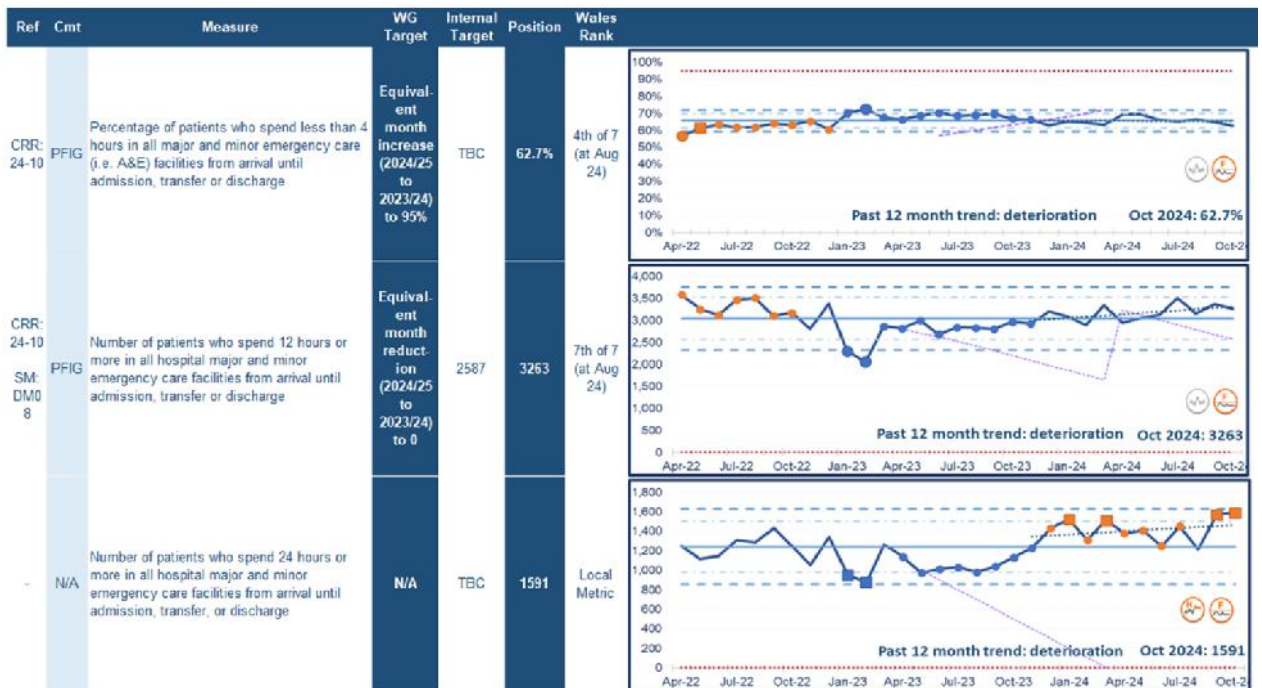 Ref Cmt Measure WG Target Internal Target Position Wales Rank
CRR: 24-10
PFIG
Percentage of patients who spend less than 4
hours in all major and minor emergency care
(i.e. A&E) facilities from arrival until
admission, transfer or discharge
Equival-
ent
month
increase
(2024/25
to
2023/24)
to 95%
TBC
62.7%
4th of 7
(at Aug
24)
100%
90%
80%
70%
60%
50%
40%
30%
20%
10%
0%
F
Past 12 month trend: deterioration Oct 2024: 62.7%
Apr-22 Jul-22 Oct-22 Jan-23 Apr-23 Jul-23 Oct-23 Jan-24 Apr-24 Jul-24 Oct-2
CRR:
24-10
SM:
DM0
8
PFIG
Number of patients who spend 12 hours or
more in all hospital major and minor
emergency care facilities from arrival until
admission, transfer or discharge
Equival-
ent
month
reduct-
ion
(2024/25
to
2023/24)
to 0
2587
3263
7th of 7
(at Aug
24)
4,000
3,500
3,000
2,500
2,000
1,500
1,000
500
0
F
Past 12 month trend: deterioration Oct 2024: 3263
Apr-22 Jul-22 Oct-22 Jan-23 Apr-23 Jul-23 Oct-23 Jan-24 Apr-24 Jul-24 Oct-2
-
N/A
Number of patients who spend 24 hours or
more in all hospital major and minor
emergency care facilities from arrival until
admission, transfer, or discharge
N/A
TBC
1591
Local
Metric
1,800
1,600
1,400
1,200
1,000
800
600
400
200
0
H F
Past 12 month trend: deterioration Oct 2024: 1591
Apr-22 Jul-22 Oct-22 Jan-23 Apr-23 Jul-23 Oct-23 Jan-24 Apr-24 Jul-24 Oct-2